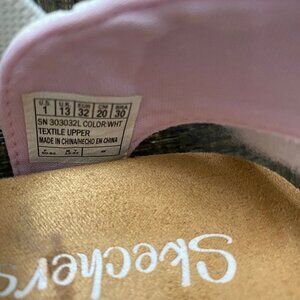 U.S U.K EUR CM BRA
1 13 32 20 30
SN 303032L COLOR:WHT
TEXTILE UPPER
MADE IN CHINA/HECHO EN CHINA
Skechers